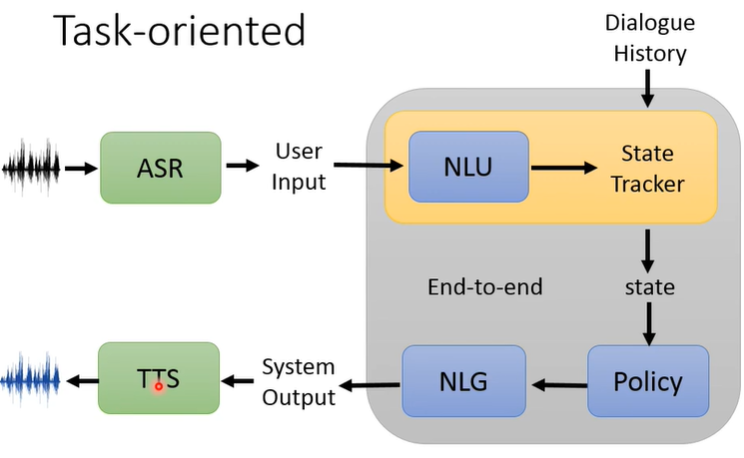 Task-oriented
Dialogue
History
ASR
User
Input
NLU
State
Tracker
End-to-end
state
TTS
System
Output
NLG
Policy